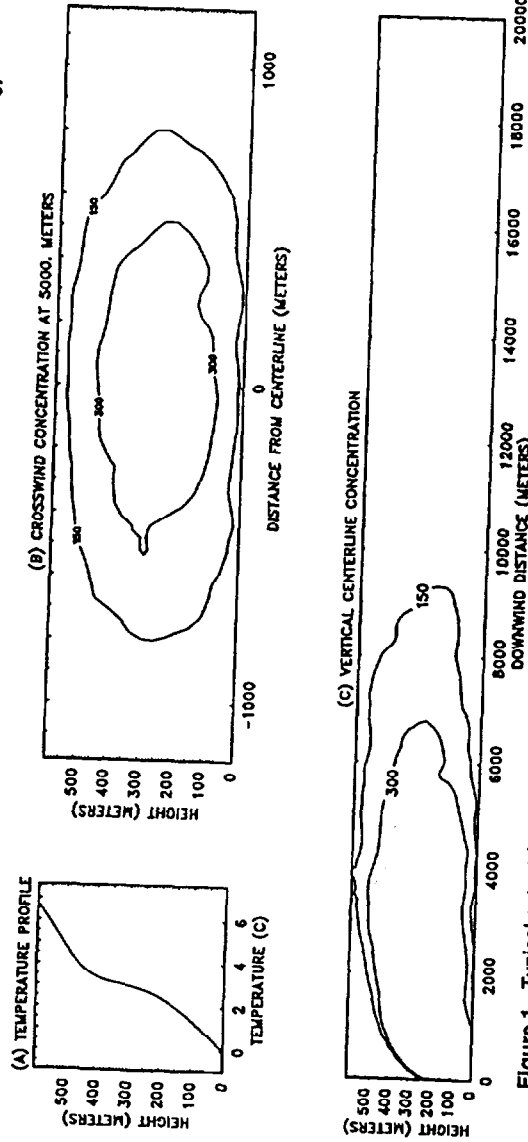 (A) TEMPERATURE PROFILE
HEIGHT (METERS)
500
400
300
200
100
0
0 2 4 6
TEMPERATURE (C)
(B) CROSSWIND CONCENTRATION AT 5000. METERS
HEIGHT (METERS)
500
400
300
200
100
0
150
150
300
300
-1000 0 1000
DISTANCE FROM CENTERLINE (METERS)
(C) VERTICAL CENTERLINE CONCENTRATION
HEIGHT (METERS)
500
400
300
200
100
0
300
150
0 2000 4000 6000 8000 10000 12000 14000 16000 18000 20000
DOWNWIND DISTANCE (METERS)
Figure 1. Typical